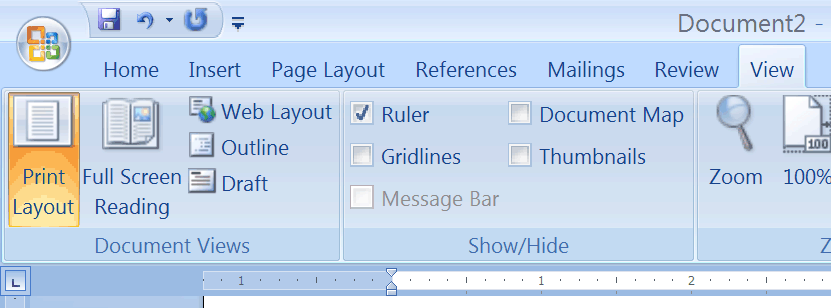 Document2 -
Home Insert Page Layout References Mailings Review View
Print Layout
Full Screen Reading
Web Layout
Outline
Draft
Document Views
Ruler
Gridlines
Message Bar
Document Map
Thumbnails
Show/Hide
Zoom
100
100%
Z
L
1 1 2